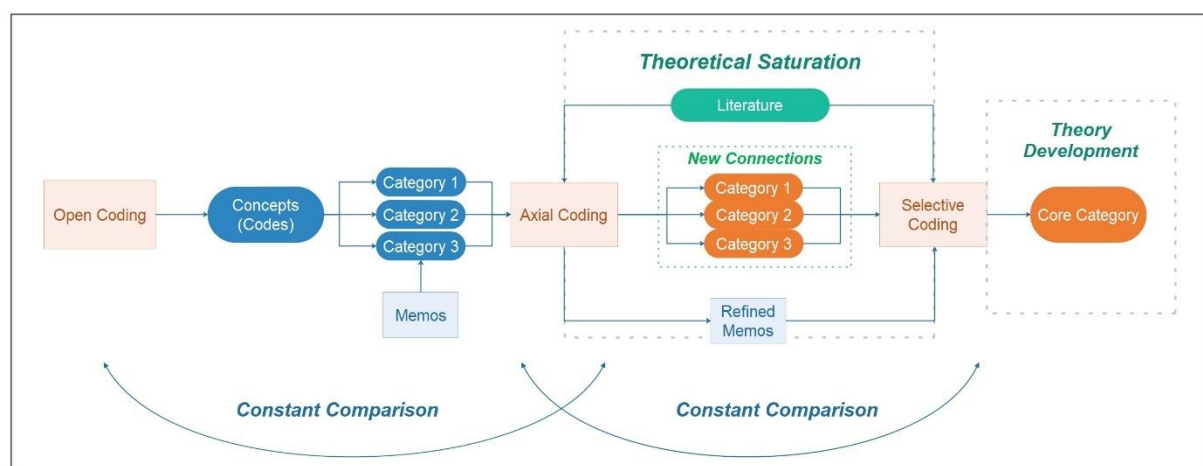 Theoretical Saturation
Literature
Theory
Development
New Connections
Open Coding
Concepts
(Codes)
Category 1
Category 2
Category 3
Memos
Axial Coding
Category 1
Category 2
Category 3
Refined
Memos
Selective
Coding
Core Category
Constant Comparison
Constant Comparison